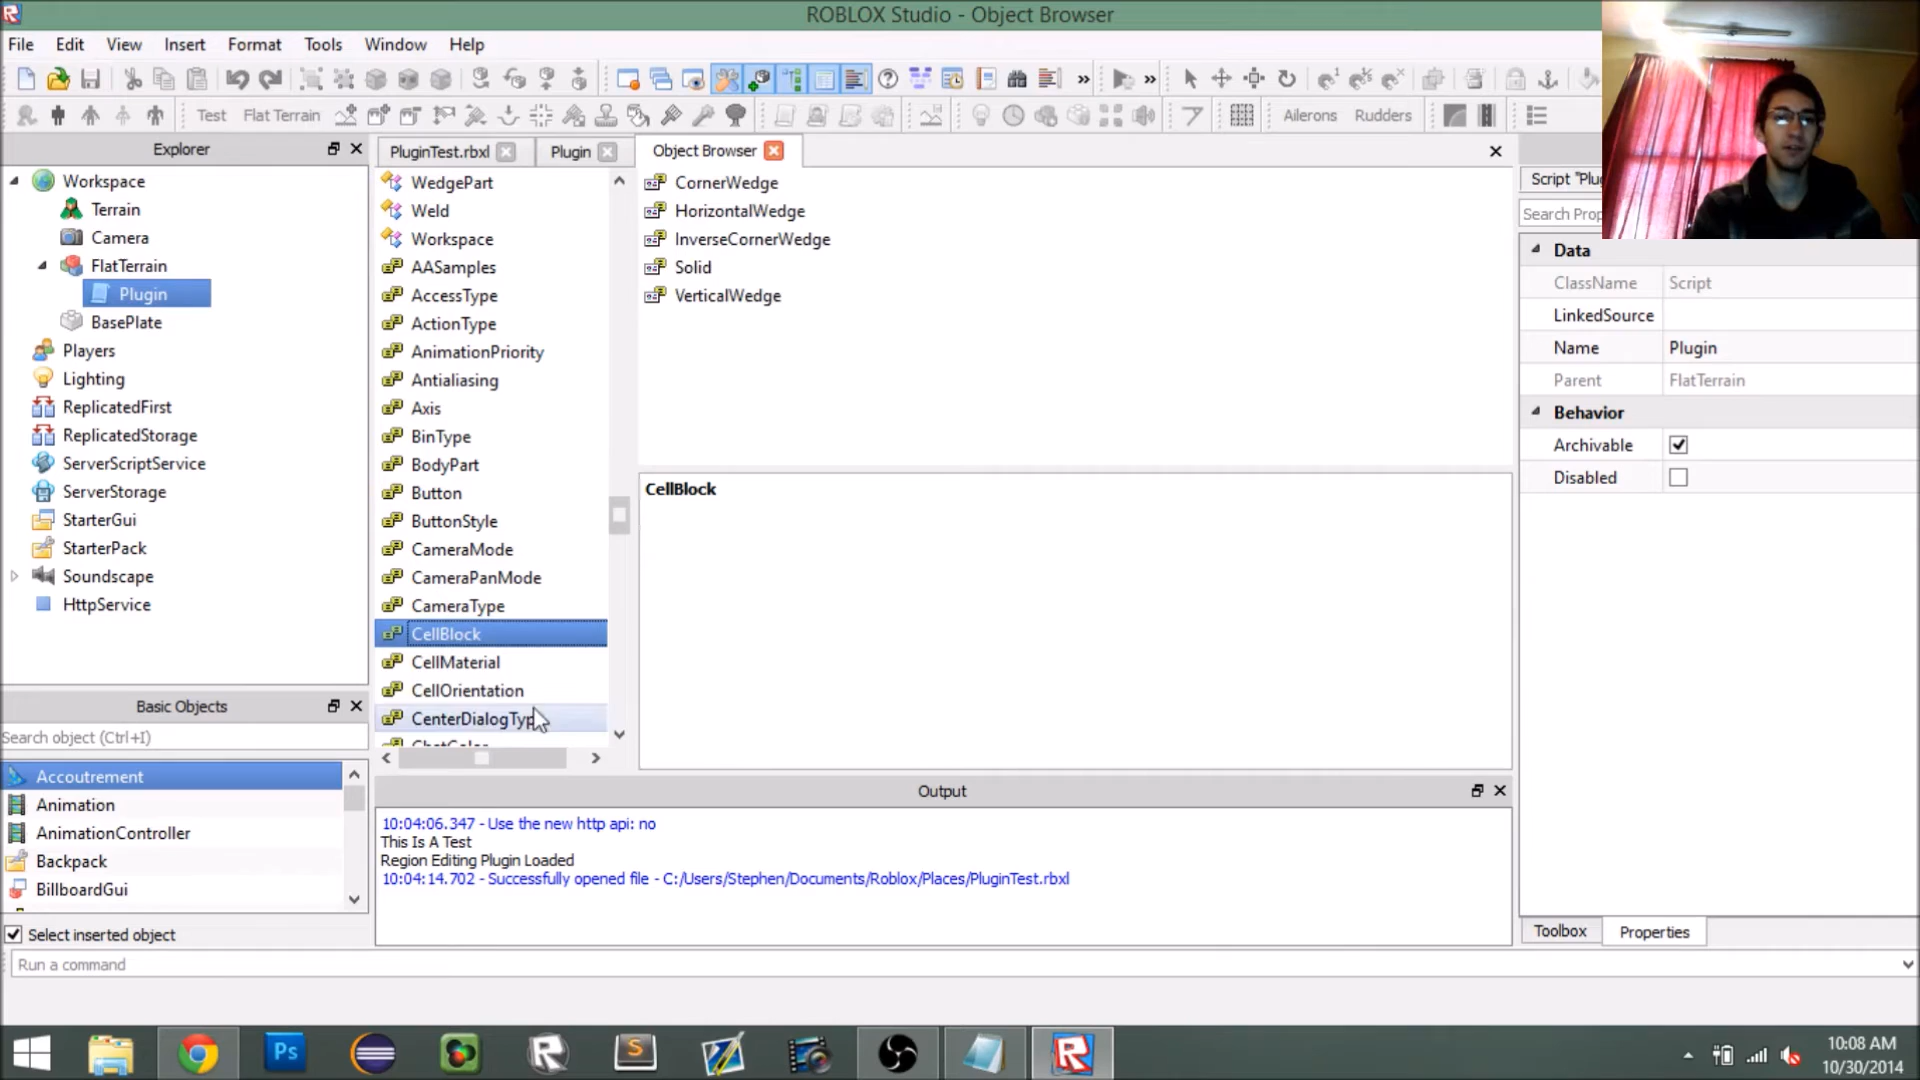 ROBLOX Studio - Object Browser
File Edit View Insert Format Tools Window Help
Test Flat Terrain Ailerons Rudders
Explorer
Workspace
Terrain
Camera
FlatTerrain
Plugin
BasePlate
Players
Lighting
ReplicatedFirst
ReplicatedStorage
ServerScriptService
ServerStorage
StarterGui
StarterPack
Soundscape
HttpService
Basic Objects
Search object (Ctrl+I)
Accoutrement
Animation
AnimationController
Backpack
BillboardGui
Select inserted object
Run a command
PluginTest.rbxl Plugin Object Browser
WedgePart
Weld
Workspace
AASamples
AccessType
ActionType
AnimationPriority
Antialiasing
Axis
BinType
BodyPart
Button
ButtonStyle
CameraMode
CameraPanMode
CameraType
CellBlock
CellMaterial
CellOrientation
CornerWedge
HorizontalWedge
InverseCornerWedge
Solid
VerticalWedge
CellBlock
Output
10:04:06.347 - Use the new http api: no
This Is A Test
Region Editing Plugin Loaded
10:04:14.702 - Successfully opened file - C:/Users/Stephen/Documents/Roblox/Places/PluginTest.rbxl
Script
Search
Data
ClassName Script
LinkedSource
Name Plugin
Parent FlatTerrain
Behavior
Archivable
Disabled
Toolbox Properties
Ps
S
10:08 AM
10/30/2014